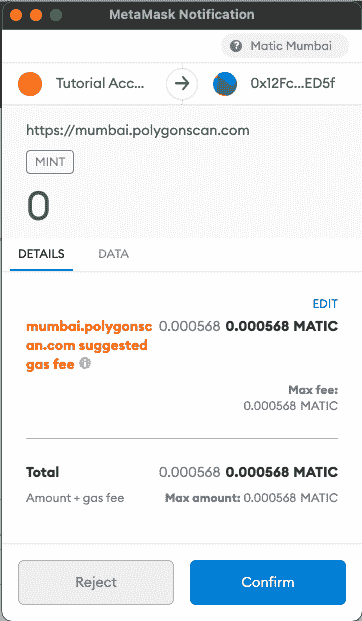 MetaMask Notification
? Matic Mumbai
Tutorial Acc... 0x12Fc...ED5f
https://mumbai.polygonscan.com
MINT
0
DETAILS DATA
EDIT
mumbai.polygonsc 0.000568 0.000568 MATIC
an.com suggested
gas fee i
Max fee:
0.000568 MATIC
Total 0.000568 0.000568 MATIC
Amount + gas fee Max amount: 0.000568 MATIC
Reject Confirm